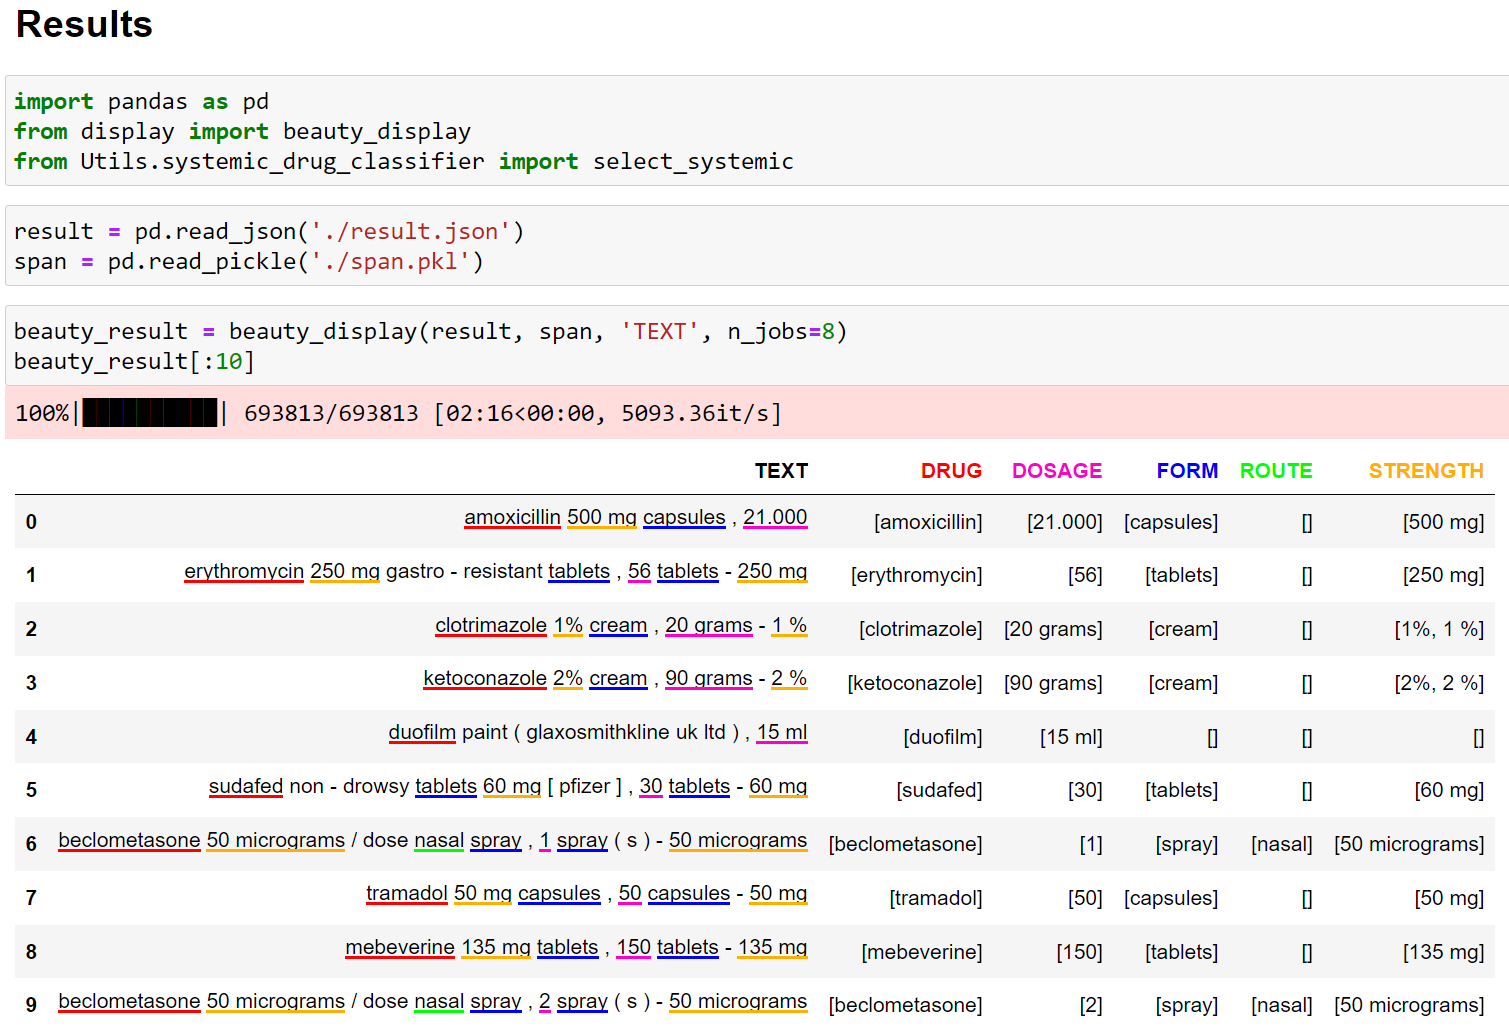 Results
import pandas as pd
from display import beauty_display
from Utils.systemic_drug_classifier import select_systemic
result = pd.read_json('./result.json')
span = pd.read_pickle('./span.pkl')
beauty_result = beauty_display(result, span, 'TEXT', n_jobs=8)
beauty_result[:10]
100%|██████████| 693813/693813 [02:16<00:00, 5093.36it/s]
TEXT DRUG DOSAGE FORM ROUTE STRENGTH
0 amoxicillin 500 mg capsules , 21.000 [amoxicillin] [21.000] [capsules] [] [500 mg]
1 erythromycin 250 mg gastro - resistant tablets , 56 tablets - 250 mg [erythromycin] [56] [tablets] [] [250 mg]
2 clotrimazole 1% cream , 20 grams - 1 % [clotrimazole] [20 grams] [cream] [] [1%, 1 %]
3 ketoconazole 2% cream , 90 grams - 2 % [ketoconazole] [90 grams] [cream] [] [2%, 2 %]
4 duofilm paint ( glaxosmithkline uk ltd ) , 15 ml [duofilm] [15 ml] [] [] []
5 sudafed non - drowsy tablets 60 mg [ pfizer ] , 30 tablets - 60 mg [sudafed] [30] [tablets] [] [60 mg]
6 beclometasone 50 micrograms / dose nasal spray , 1 spray ( s ) - 50 micrograms [beclometasone] [1] [spray] [nasal] [50 micrograms]
7 tramadol 50 mg capsules , 50 capsules - 50 mg [tramadol] [50] [capsules] [] [50 mg]
8 mebeverine 135 mg tablets , 150 tablets - 135 mg [mebeverine] [150] [tablets] [] [135 mg]
9 beclometasone 50 micrograms / dose nasal spray , 2 spray ( s ) - 50 micrograms [beclometasone] [2] [spray] [nasal] [50 micrograms]